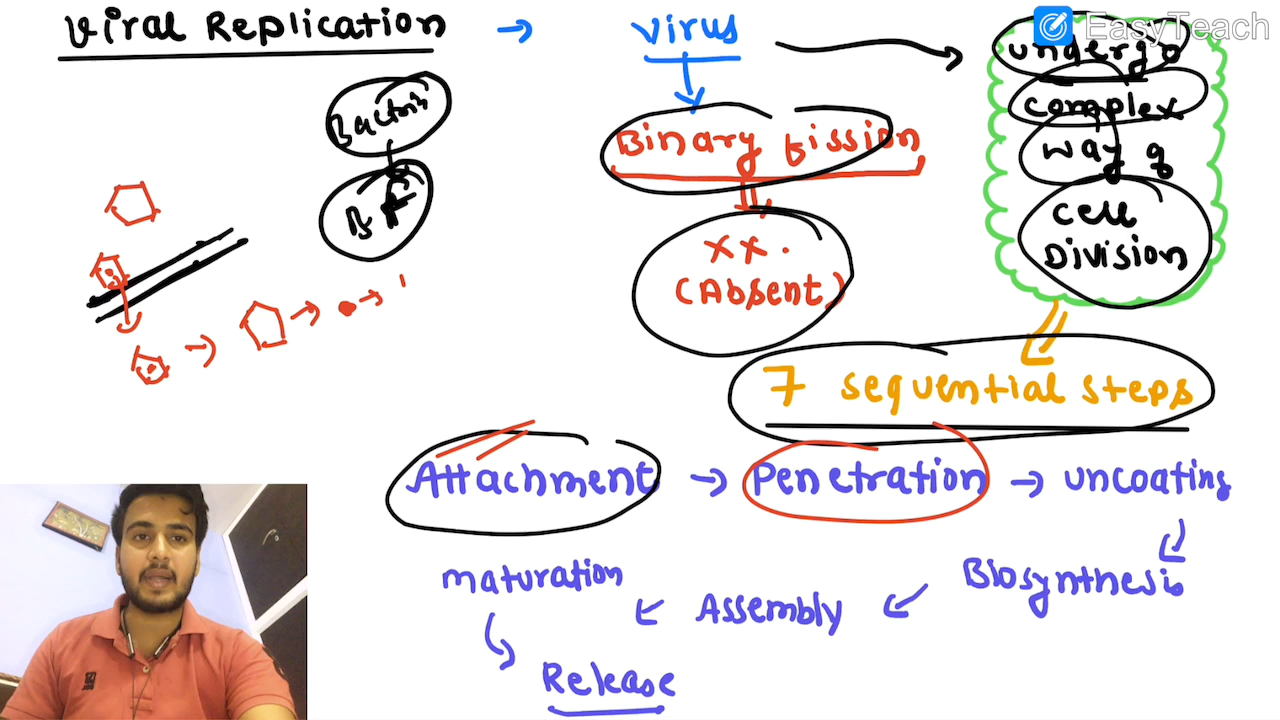 Viral Replication → virus
EasyTeach
undergo
complex
way of
cell
Division
Bacteria
B
Binary fission
xx.
(Absent)
7 sequential steps
Attachment → Penetration → uncoating
Biosynthesis
Assembly
maturation
Release